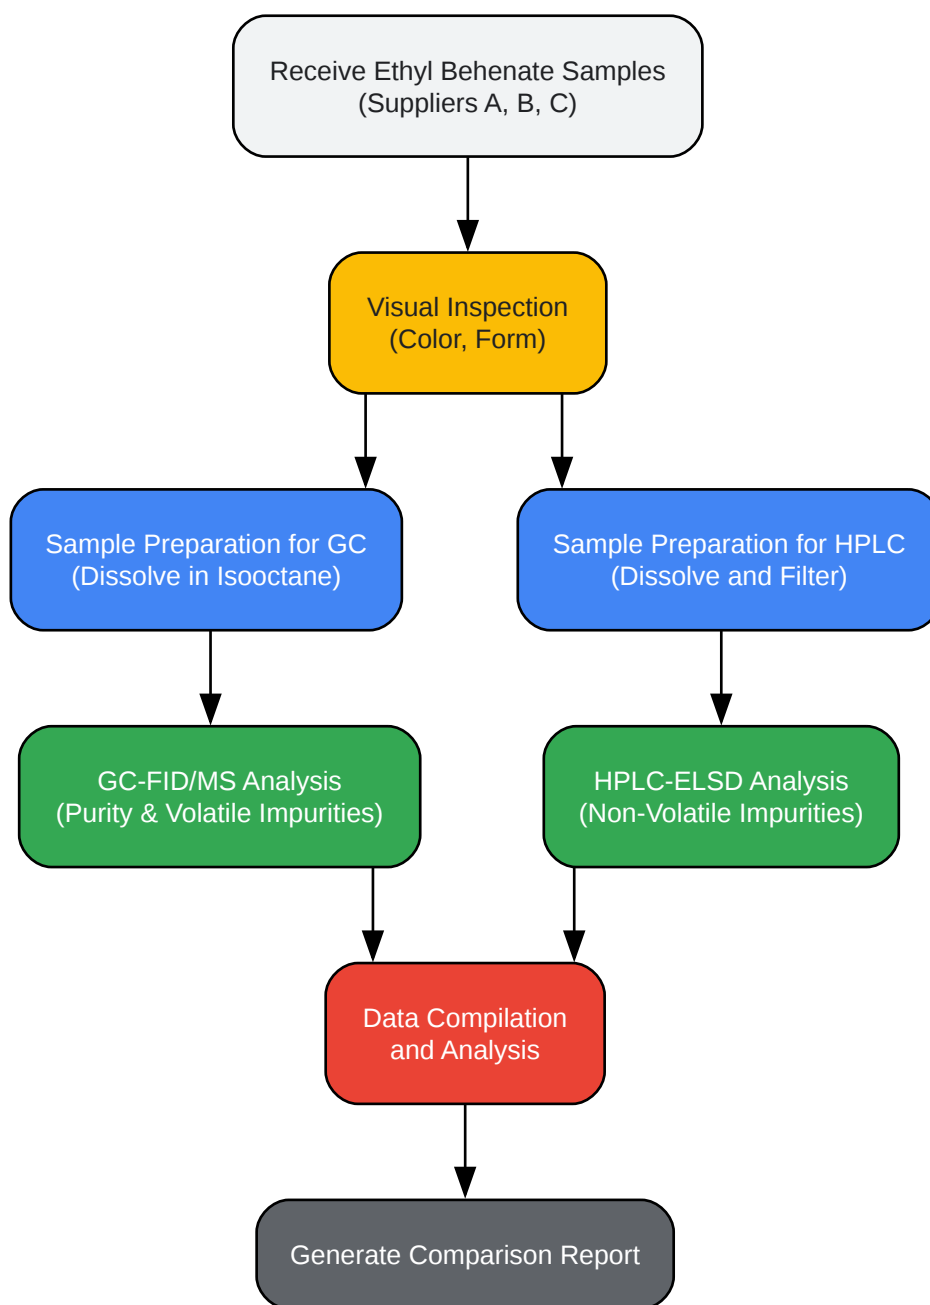 Receive Ethyl Behenate Samples
(Suppliers A, B, C)
Visual Inspection
(Color, Form)
Sample Preparation for GC
(Dissolve in Isooctane)
Sample Preparation for HPLC
(Dissolve and Filter)
GC-FID/MS Analysis
(Purity & Volatile Impurities)
HPLC-ELSD Analysis
(Non-Volatile Impurities)
Data Compilation
and Analysis
Generate Comparison Report